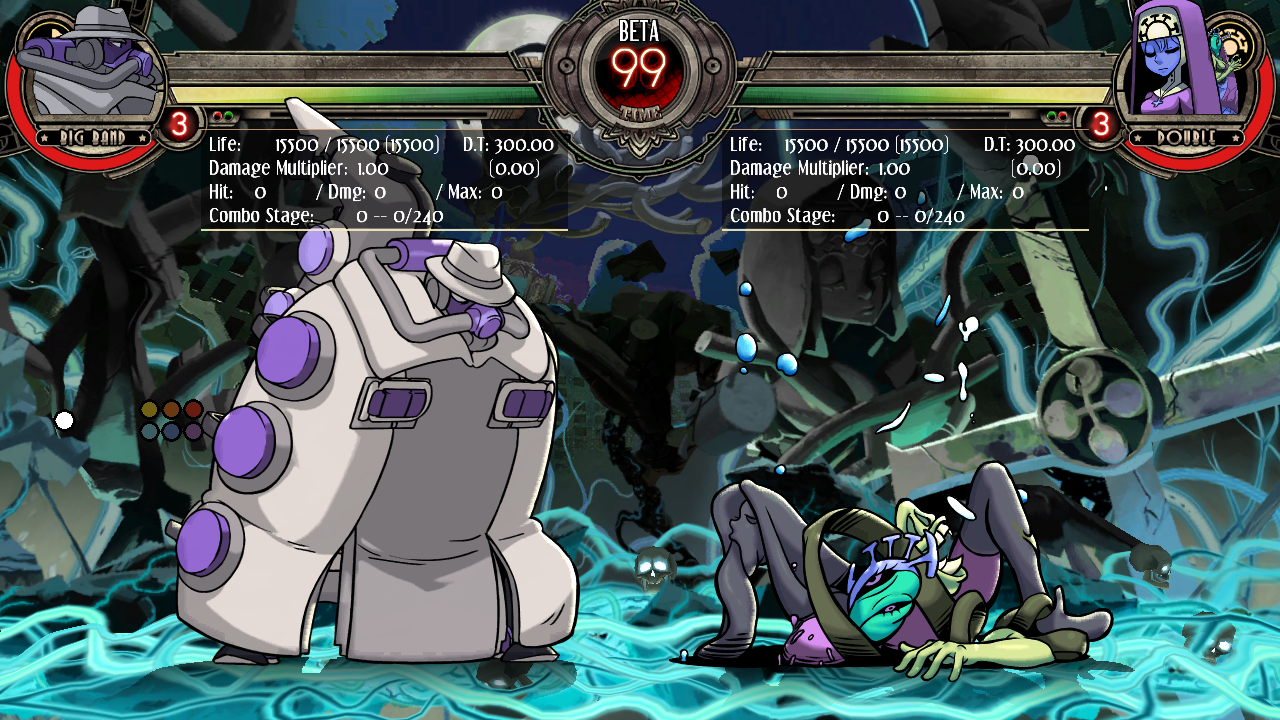 BETA
99
TIME
BIG BAND
3
3
DOUBLE
Life: 15500 / 15500 (15500) D.T: 300.00
Damage Multiplier: 1.00 (0.00)
Hit: 0 / Dmg: 0 / Max: 0
Combo Stage: 0 -- 0/240
Life: 15500 / 15500 (15500) D.T: 300.00
Damage Multiplier: 1.00 (0.00)
Hit: 0 / Dmg: 0 / Max: 0
Combo Stage: 0 -- 0/240